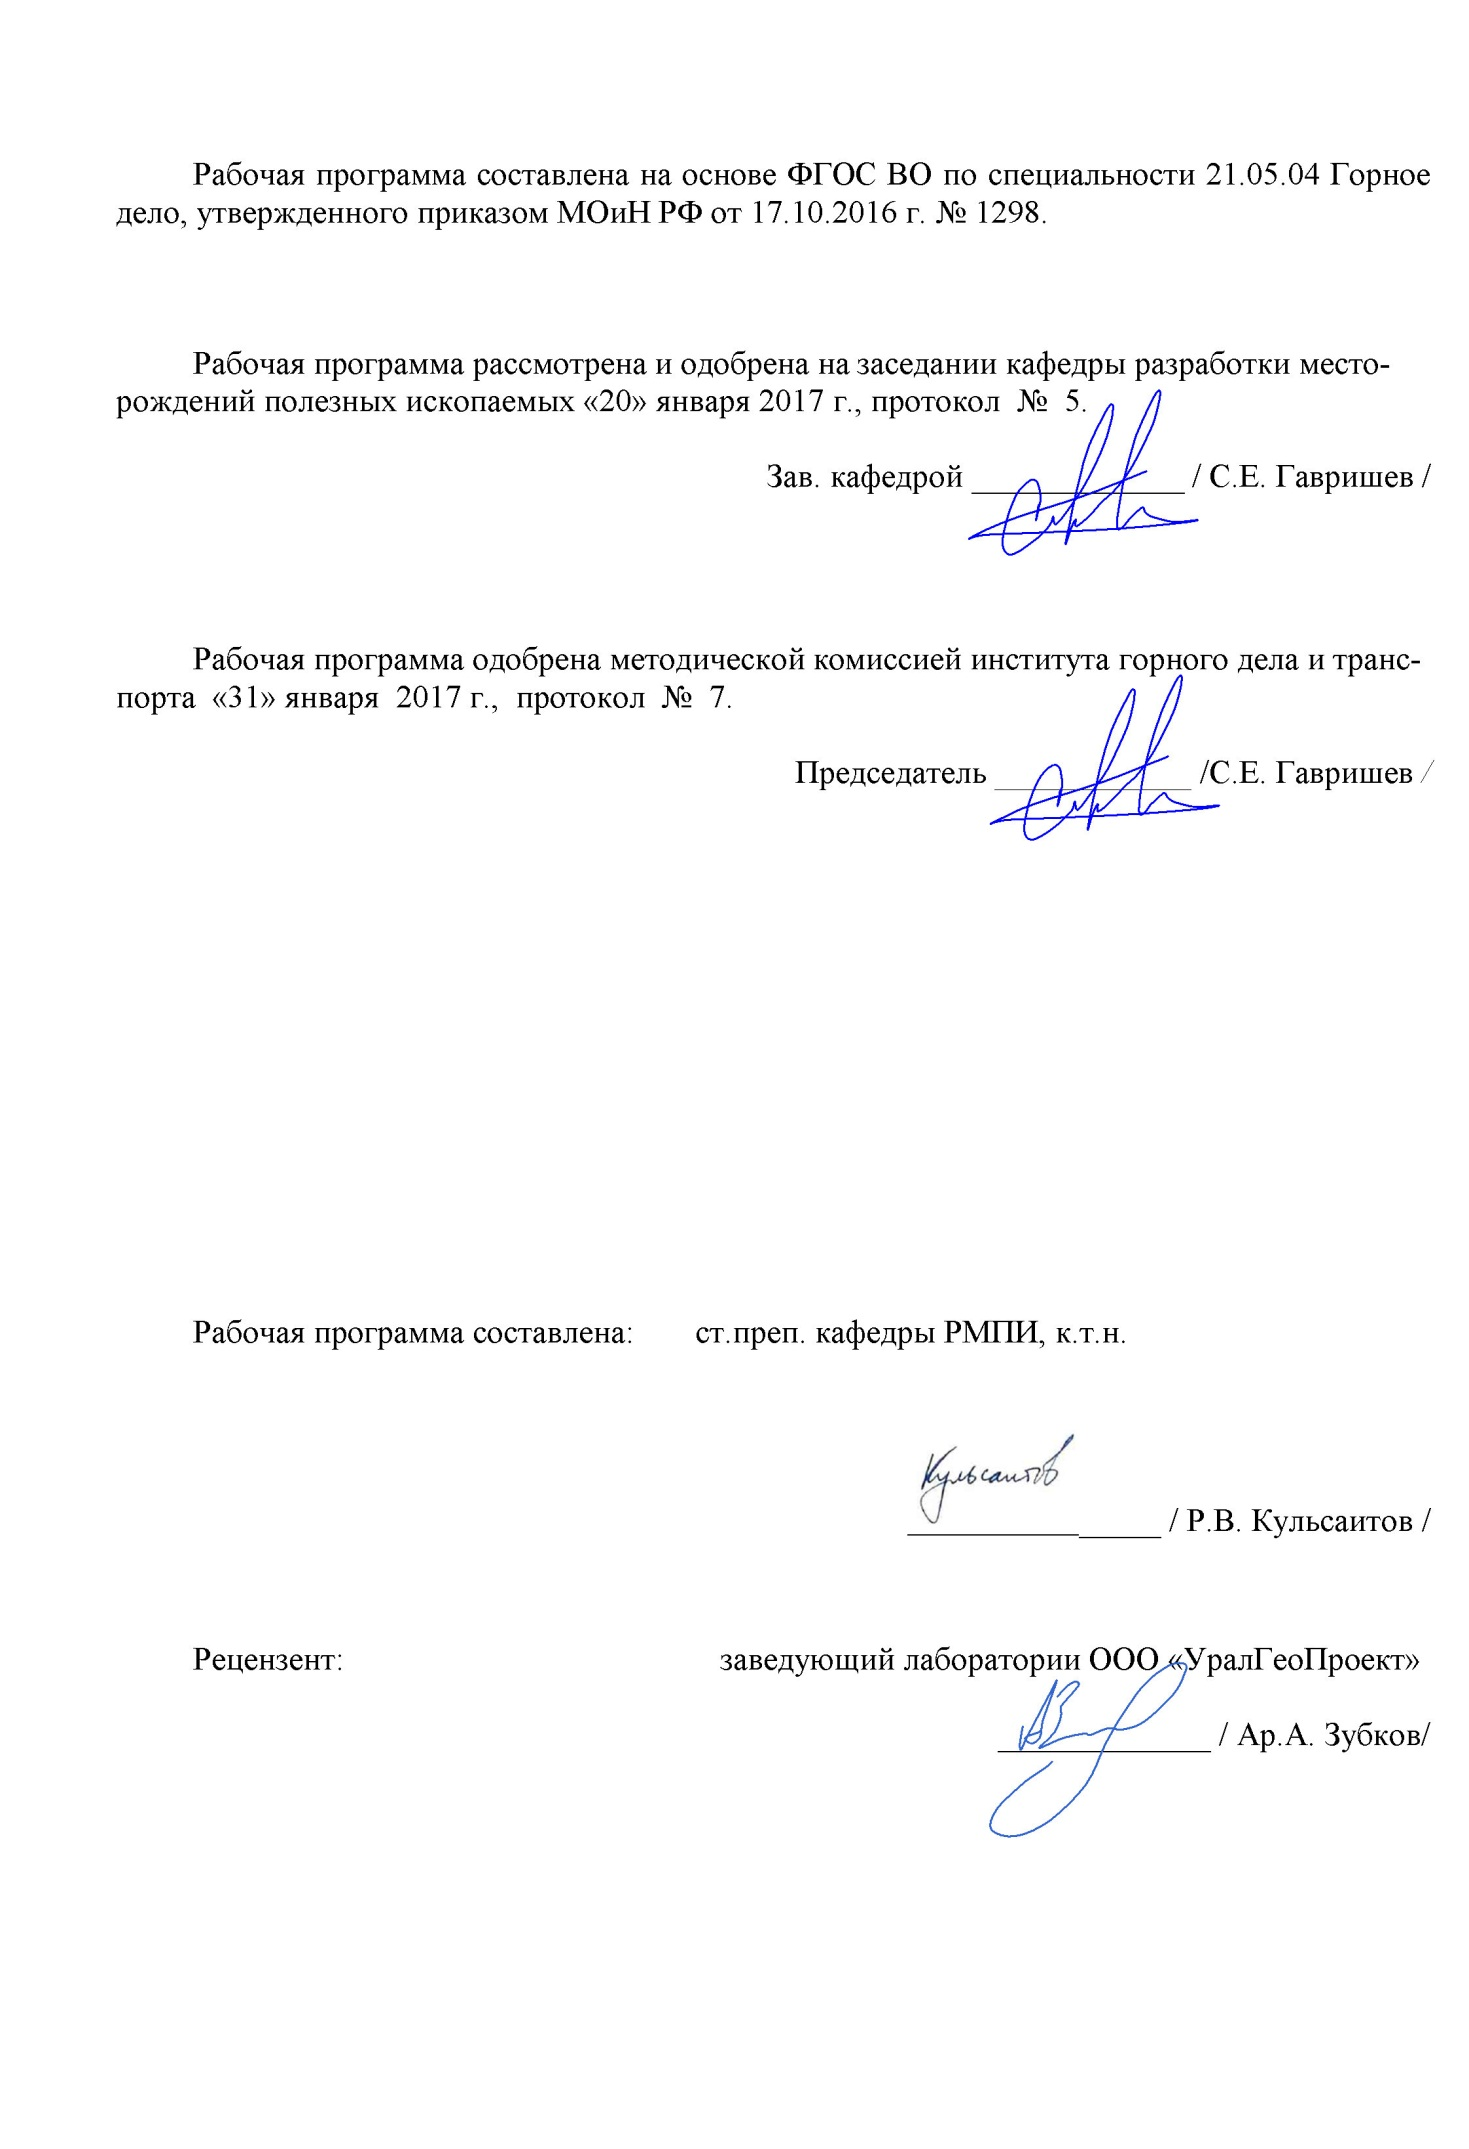 Рабочая программа составлена на основе ФГОС ВО по специальности 21.05.04 Горное
дело, утвержденного приказом МОиН РФ от 17.10.2016 г. № 1298.
Рабочая программа рассмотрена и одобрена на заседании кафедры разработки место-
рождений полезных ископаемых «20» января 2017 г., протокол № 5.
Зав. кафедрой _____________ / С.Е. Гавришев /
Рабочая программа одобрена методической комиссией института горного дела и транс-
порта «31» января 2017 г., протокол № 7.
Председатель ____________ /С.Е. Гавришев /
Рабочая программа составлена: ст.преп. кафедры РМПИ, к.т.н.
Кульсаитов
_______________ / Р.В. Кульсаитов /
Рецензент: заведующий лаборатории ООО «УралГеоПроект»
_____________ / Ар.А. Зубков/